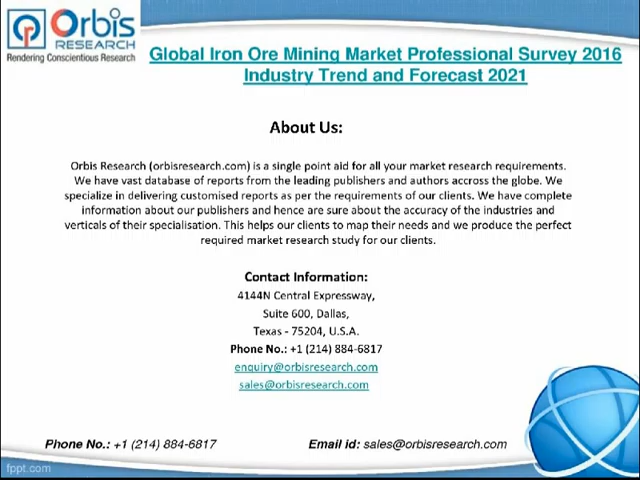 Orbis
RESEARCH
Rendering Conscientious Research
Global Iron Ore Mining Market Professional Survey 2016
Industry Trend and Forecast 2021
About Us:
Orbis Research (orbisresearch.com) is a single point aid for all your market research requirements.
We have vast database of reports from the leading publishers and authors accross the globe. We
specialize in delivering customised reports as per the requirements of our clients. We have complete
information about our publishers and hence are sure about the accuracy of the industries and
verticals of their specialisation. This helps our clients to map their needs and we produce the perfect
required market research study for our clients.
Contact Information:
4144N Central Expressway,
Suite 600, Dallas,
Texas - 75204, U.S.A.
Phone No.: +1 (214) 884-6817
enquiry@orbisresearch.com
sales@orbisresearch.com
Phone No.: +1 (214) 884-6817 Email id: sales@orbisresearch.com
fppt.com